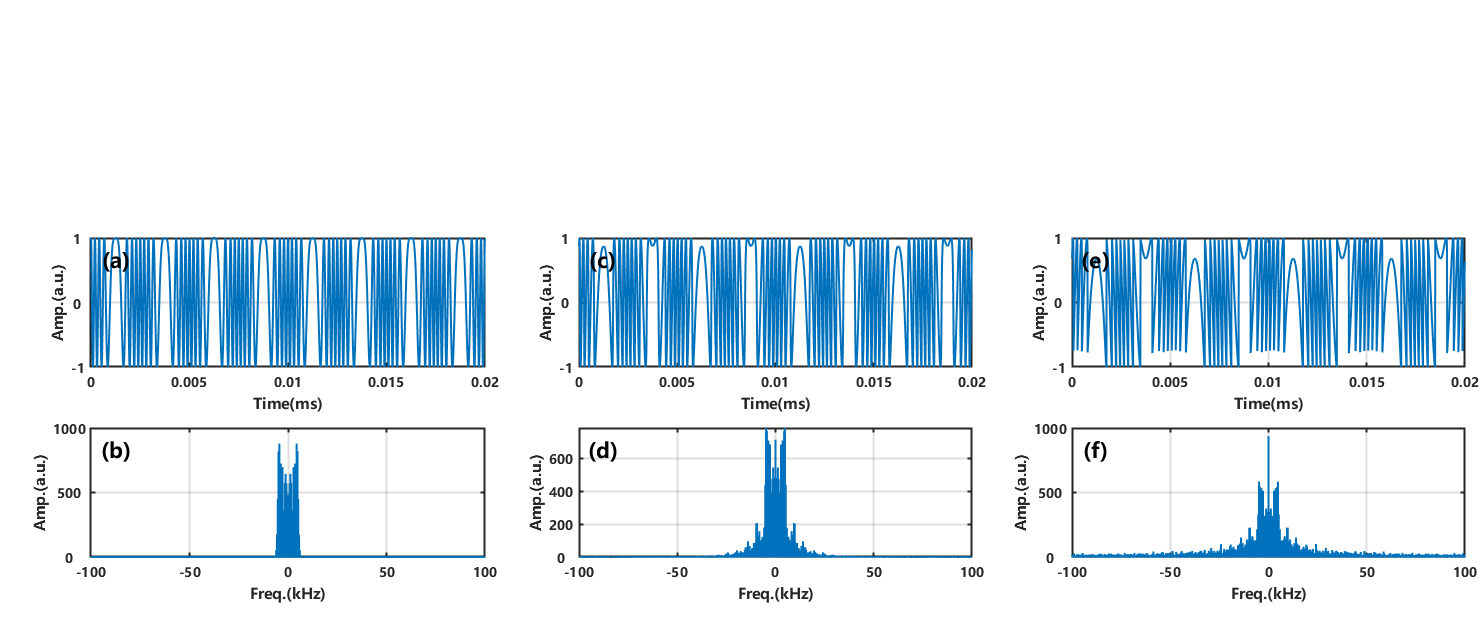 1
0
-1
Amp.(a.u.)
(a)
0 0.005 0.01 0.015 0.02
Time(ms)
1
0
-1
Amp.(a.u.)
(c)
0 0.005 0.01 0.015 0.02
Time(ms)
1
0
-1
Amp.(a.u.)
(e)
0 0.005 0.01 0.015 0.02
Time(ms)
1000
500
0
Amp.(a.u.)
(b)
-100 -50 0 50 100
Freq.(kHz)
600
400
200
0
Amp.(a.u.)
(d)
-100 -50 0 50 100
Freq.(kHz)
1000
500
0
Amp.(a.u.)
(f)
-100 -50 0 50 100
Freq.(kHz)